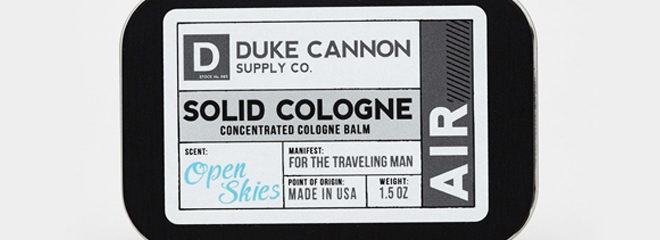 D
DUKE CANNON
SUPPLY CO.
SOLID COLOGNE
CONCENTRATED COLOGNE BALM
SCENT:
Open
Skies
MANIFEST:
FOR THE TRAVELING MAN
POINT OF ORIGIN:
MADE IN USA
WEIGHT:
1.5 OZ
AIR